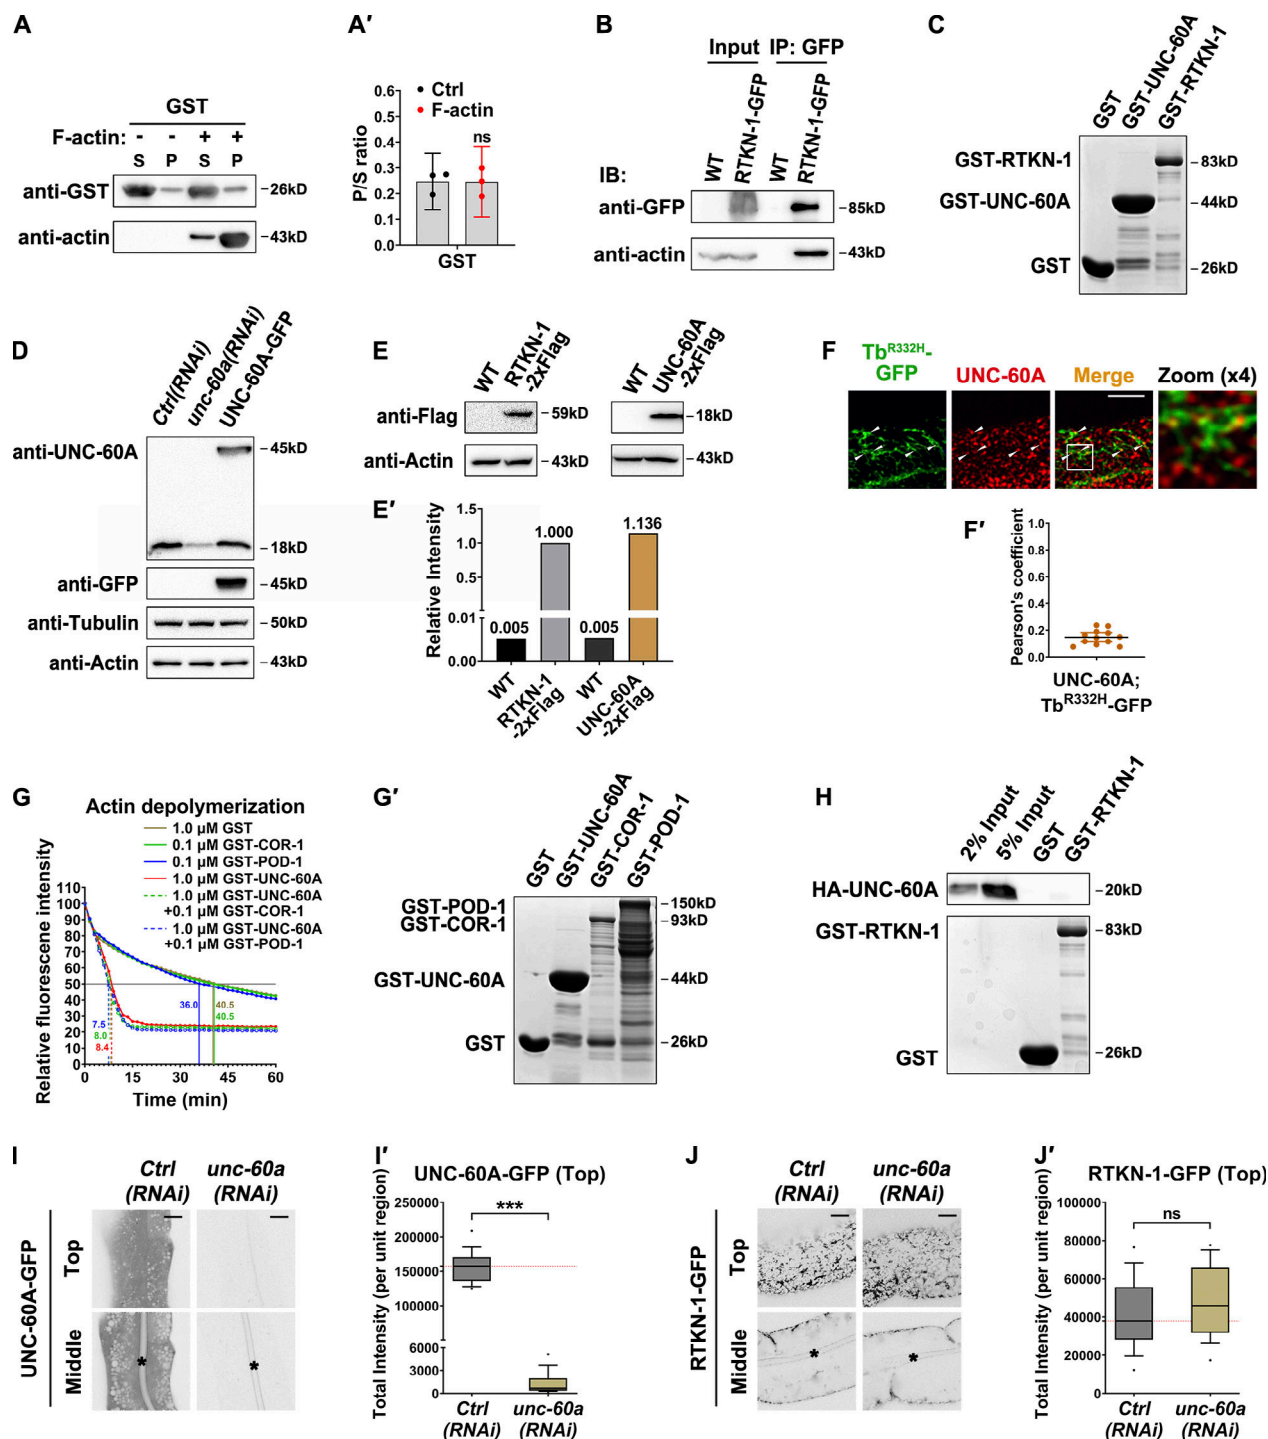 A
GST
F-actin: - - + +
S P S P
anti-GST
–26kD
anti-actin
–43kD
A′
Ctrl
F-actin
ns
P/S ratio
0.6
0.5
0.4
0.3
0.2
0.1
0.0
GST
B
Input IP: GFP
WT
RTKN-1-GFP
WT
RTKN-1-GFP
IB:
anti-GFP
–85kD
anti-actin
–43kD
C
GST
GST-UNC-60A
GST-RTKN-1
GST-RTKN-1
–83kD
GST-UNC-60A
–44kD
GST
–26kD
D
Ctrl(RNAi)
unc-60a(RNAi)
UNC-60A-GFP
anti-UNC-60A
–45kD
–18kD
anti-GFP
–45kD
anti-Tubulin
–50kD
anti-Actin
–43kD
E
WT
RTKN-1
-2xFlag
WT
UNC-60A
-2xFlag
anti-Flag
–59kD
–18kD
anti-Actin
–43kD
–43kD
E′
Relative Intensity
1.5
1.0
0.5
0.01
0.00
0.005
1.000
0.005
1.136
WT
RTKN-1
-2xFlag
WT
UNC-60A
-2xFlag
F
TbR332H-
GFP
UNC-60A
Merge
Zoom (x4)
F′
Pearson's coefficient
1.0
0.8
0.6
0.4
0.2
0.0
UNC-60A;
TbR332H-GFP
G
Actin depolymerization
1.0 µM GST
0.1 µM GST-COR-1
0.1 µM GST-POD-1
1.0 µM GST-UNC-60A
1.0 µM GST-UNC-60A
+0.1 µM GST-COR-1
1.0 µM GST-UNC-60A
+0.1 µM GST-POD-1
Relative fluorescene intensity
110
100
90
80
70
60
50
40
30
20
10
0
36.0
40.5
40.5
7.5
8.0
8.4
0 15 30 45 60
Time (min)
G′
GST
GST-UNC-60A
GST-COR-1
GST-POD-1
GST-POD-1
–150kD
GST-COR-1
–93kD
GST-UNC-60A
–44kD
GST
–26kD
H
2% Input
5% Input
GST
GST-RTKN-1
HA-UNC-60A
–20kD
GST-RTKN-1
–83kD
GST
–26kD
I
Ctrl
(RNAi)
unc-60a
(RNAi)
UNC-60A-GFP
Top
Middle
*
*
I′
UNC-60A-GFP (Top)
Total Intensity (per unit region)
250000
200000
150000
100000
6000
3000
0
***
Ctrl
(RNAi)
unc-60a
(RNAi)
J
Ctrl
(RNAi)
unc-60a
(RNAi)
RTKN-1-GFP
Top
Middle
*
*
J′
RTKN-1-GFP (Top)
Total Intensity (per unit region)
100000
80000
60000
40000
20000
0
ns
Ctrl
(RNAi)
unc-60a
(RNAi)